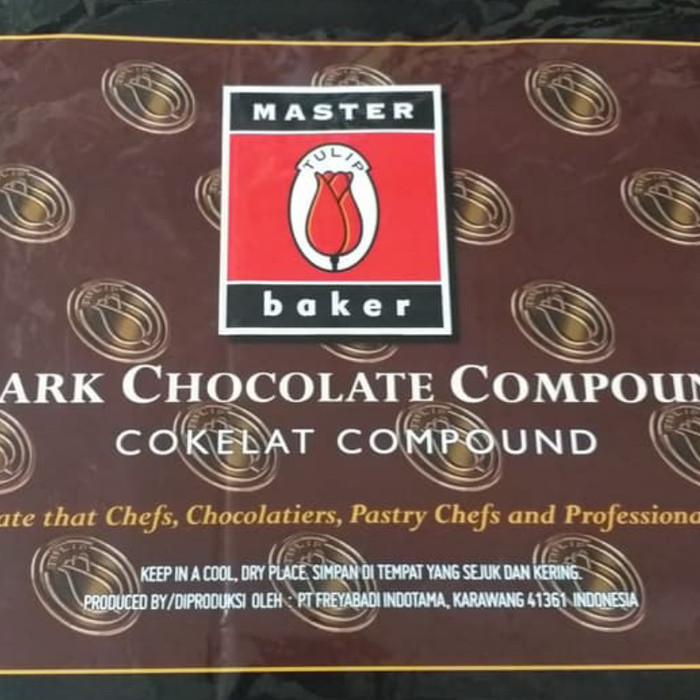 MASTER
TULIP
baker
ARK CHOCOLATE COMPOUN
COKELAT COMPOUND
ate that Chefs, Chocolatiers, Pastry Chefs and Professiona
KEEP IN A COOL, DRY PLACE. SIMPAN DI TEMPAT YANG SEJUK DAN KERING.
PRODUCED BY/DIPRODUKSI OLEH : PT FREYABADI INDOTAMA, KARAWANG 41361 INDONESIA